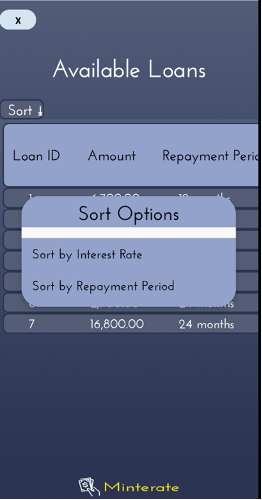 x
Available Loans
Sort
Loan ID Amount Repayment Perio
Sort Options
Sort by Interest Rate
Sort by Repayment Period
7 16,800.00 24 months
Minterate